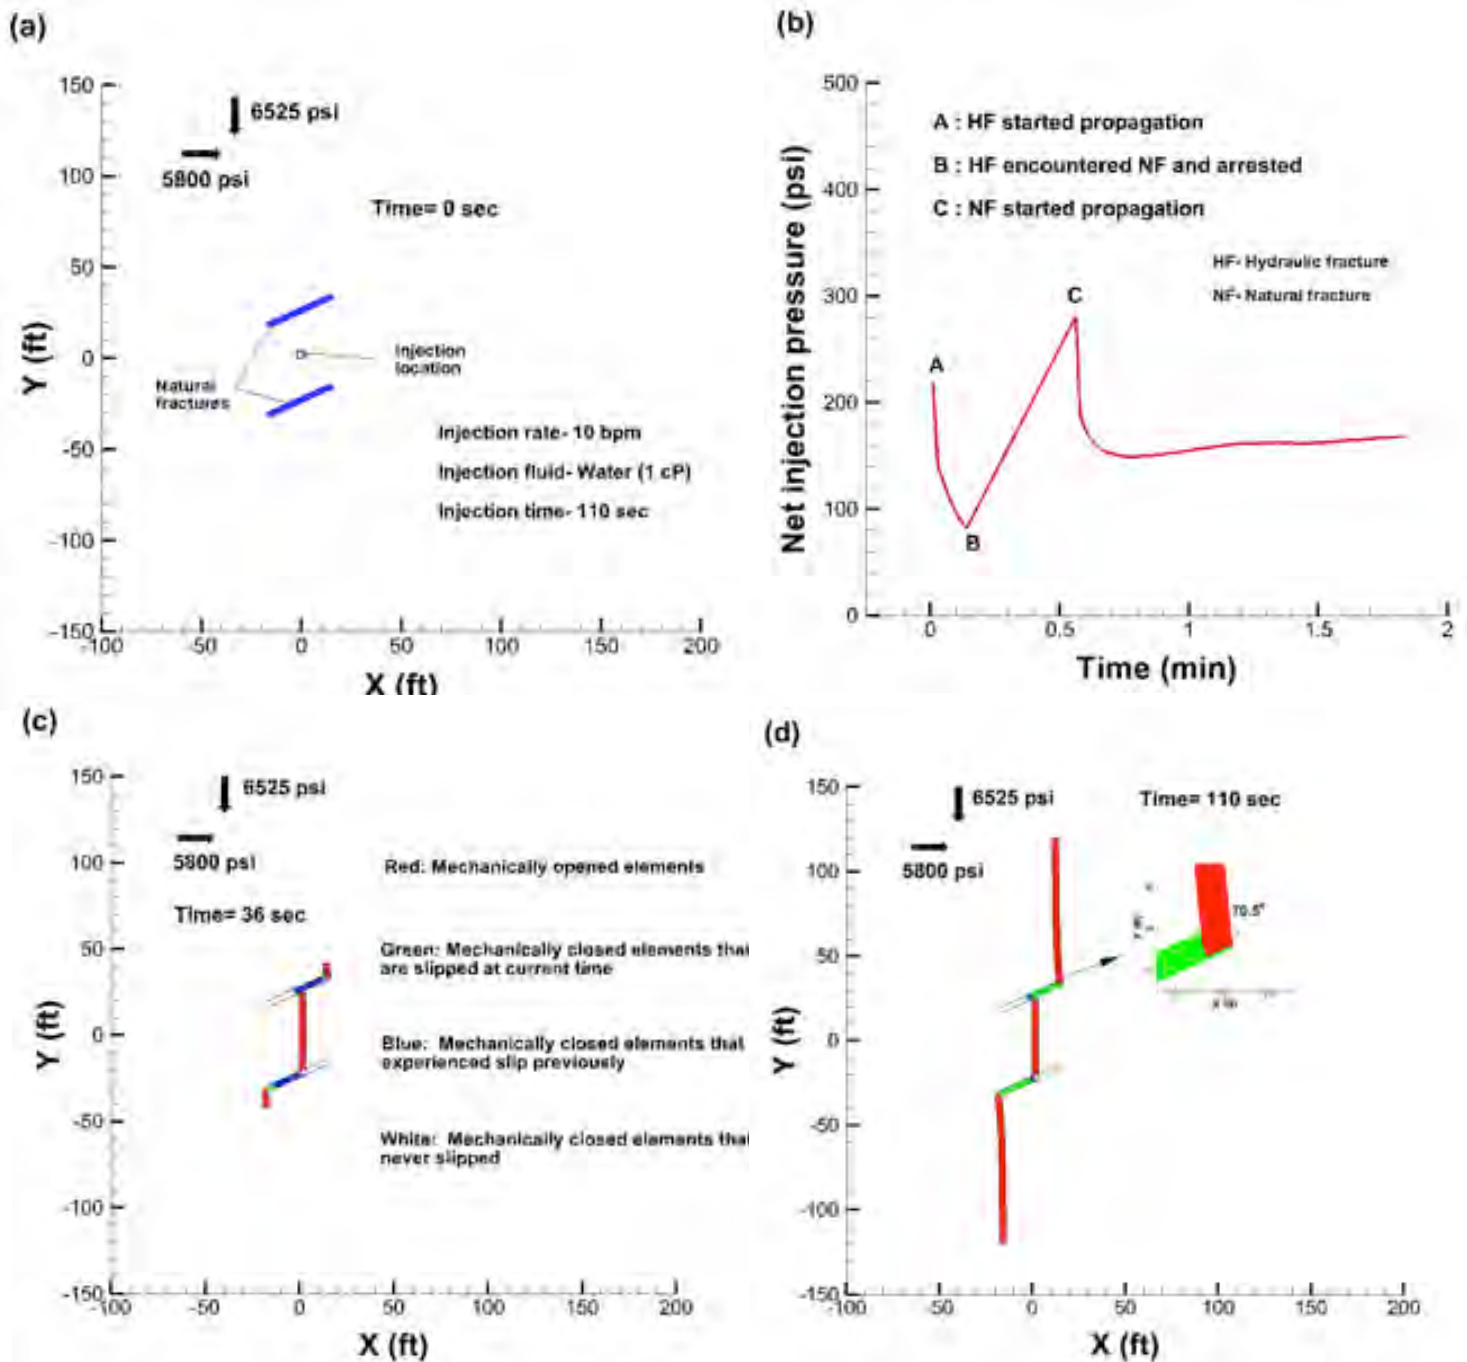 (a)
150
100
50
0
-50
-100
-150
-100
-50
0
50
100
150
200
Y (ft)
X (ft)
6525 psi
5800 psi
Time= 0 sec
Injection
location
Natural
fractures
Injection rate- 10 bpm
Injection fluid- Water (1 cP)
Injection time- 110 sec
(b)
500
400
300
200
100
0
0
0.5
1
1.5
2
Net injection pressure (psi)
Time (min)
A : HF started propagation
B : HF encountered NF and arrested
C : NF started propagation
HF- Hydraulic fracture
NF- Natural fracture
A
B
C
(c)
150
100
50
0
-50
-100
-150
-100
-50
0
50
100
150
200
Y (ft)
X (ft)
6525 psi
5800 psi
Time= 36 sec
Red: Mechanically opened elements
Green: Mechanically closed elements that
are slipped at current time
Blue: Mechanically closed elements that
experienced slip previously
White: Mechanically closed elements that
never slipped
(d)
150
100
50
0
-50
-100
-150
-100
-50
0
50
100
150
200
Y (ft)
X (ft)
6525 psi
5800 psi
Time= 110 sec
70.5°